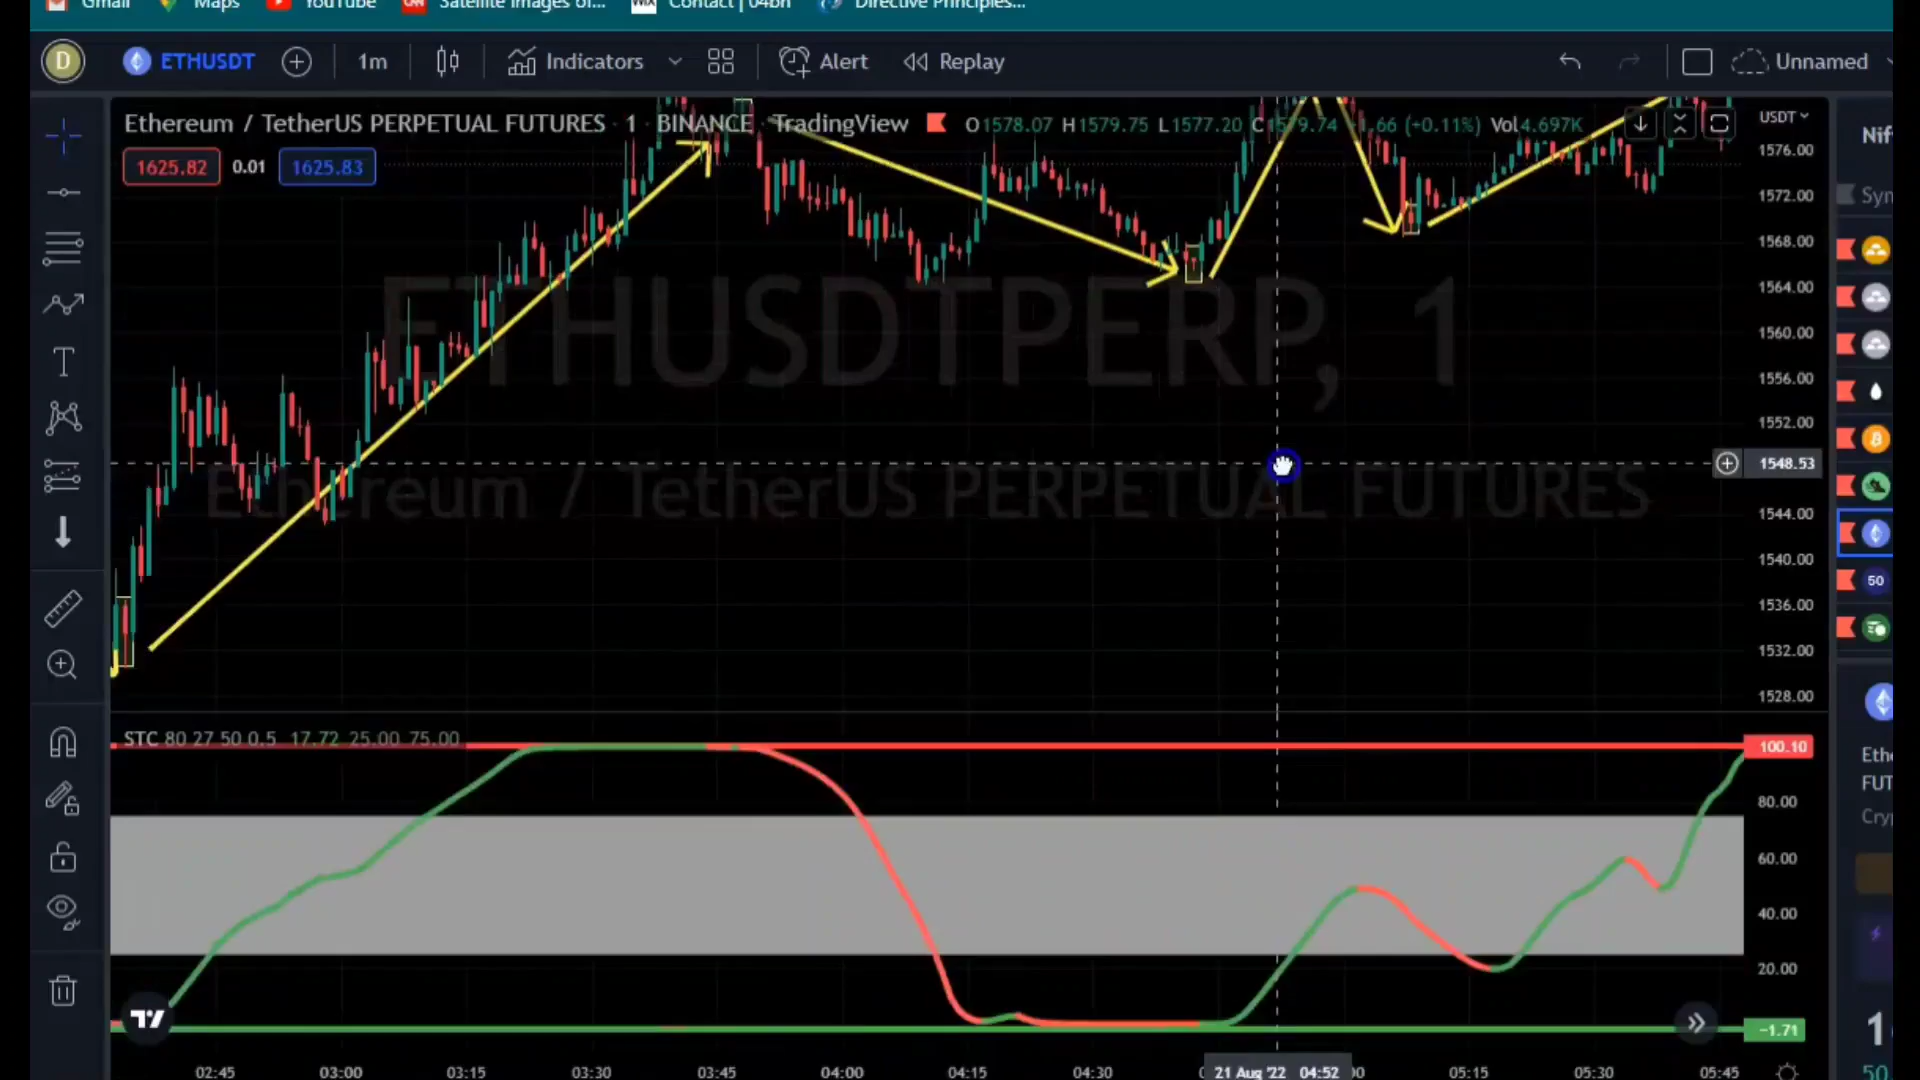 Gmail Maps YouTube Satellite Images of... WIX Contact | 04bh Directive Principles...
D ETHUSDT 1m Indicators Alert Replay Unnamed
Ethereum / TetherUS PERPETUAL FUTURES · 1 · BINANCE · TradingView O1578.07 H1579.75 L1577.20 +0.11%) Vol4.697K USDT
1625.82 0.01 1625.83
ETHUSDTPERP, 1
Ethereum / TetherUS PERPETUAL FUTURES
1576.00
1572.00
1568.00
1564.00
1560.00
1556.00
1552.00
1548.53
1544.00
1540.00
1536.00
1532.00
1528.00
Nif
Syn
50
STC 80 27 50 0.5 17.72 25.00 75.00
100.10
80.00
60.00
40.00
20.00
−1.71
Eth
FUT
Cry
1
50
02:45 03:00 03:15 03:30 03:45 04:00 04:15 04:30 21 Aug '22 04:52 05:15 05:30 05:45